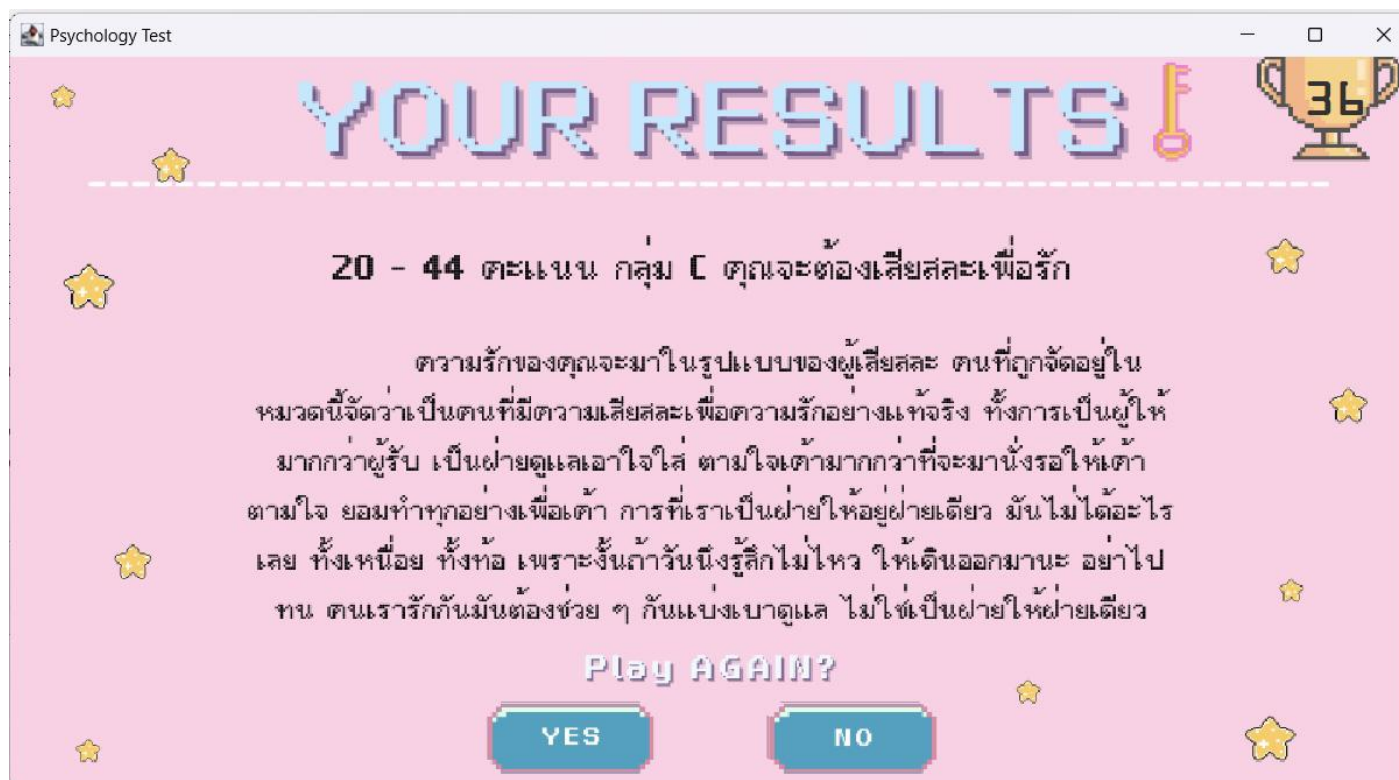 Psychology Test
YOUR RESULTS
36
20 - 44 คะแนน กลุ่ม C คุณจะต้องเสียสละเพื่อรัก
ความรักของคุณจะมาในรูปแบบของผู้เสียสละ คนที่ถูกจัดอยู่ใน
หมวดนี้จัดว่าเป็นคนที่มีความเสียสละเพื่อความรักอย่างแท้จริง ทั้งการเป็นผู้ให้
มากกว่าผู้รับ เป็นฝ่ายดูแลเอาใจใส่ ตามใจเค้ามากกว่าที่จะมานั่งรอให้เค้า
ตามใจ ยอมทำทุกอย่างเพื่อเค้า การที่เราเป็นฝ่ายให้อยู่ฝ่ายเดียว มันไม่ได้อะไร
เลย ทั้งเหนื่อย ทั้งท้อ เพราะงั้นถ้าวันนึงรู้สึกไม่ไหว ให้เดินออกมานะ อย่าไป
ทน คนเรารักกันมันต้องช่วย ๆ กันแบ่งเบาดูแล ไม่ใช่เป็นฝ่ายให้ฝ่ายเดียว
Play AGAIN?
YES NO